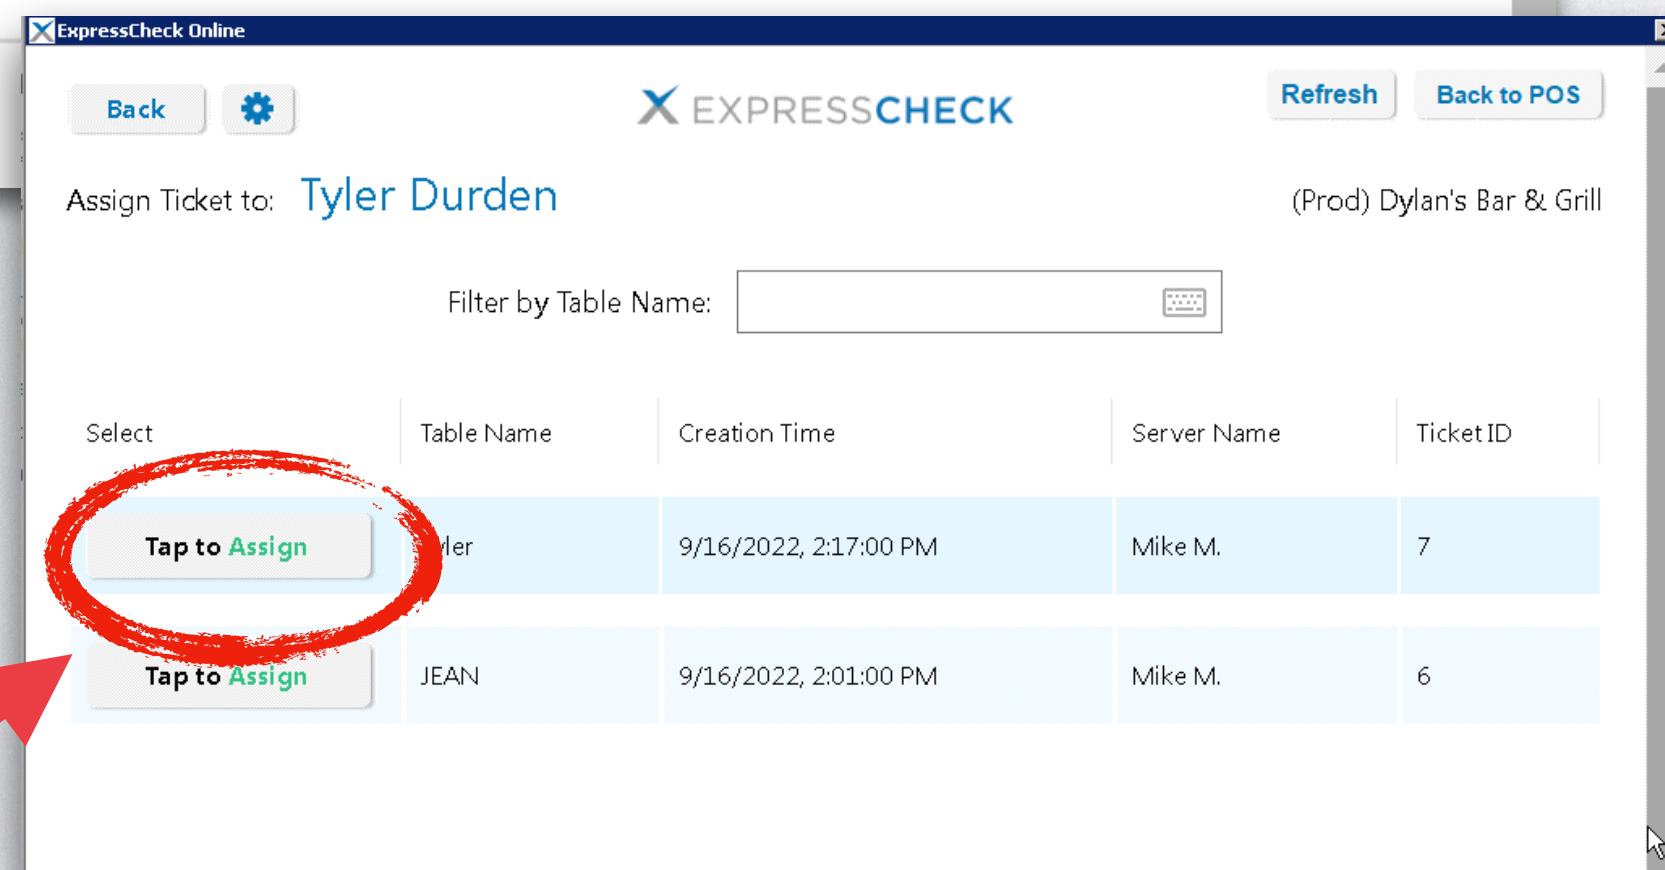 ExpressCheck Online
Back
EXPRESSCHECK
Refresh
Back to POS
Assign Ticket to: Tyler Durden
(Prod) Dylan's Bar & Grill
Filter by Table Name:
Select Table Name Creation Time Server Name Ticket ID
Tap to Assign 9/16/2022, 2:17:00 PM Mike M. 7
Tap to Assign JEAN 9/16/2022, 2:01:00 PM Mike M. 6